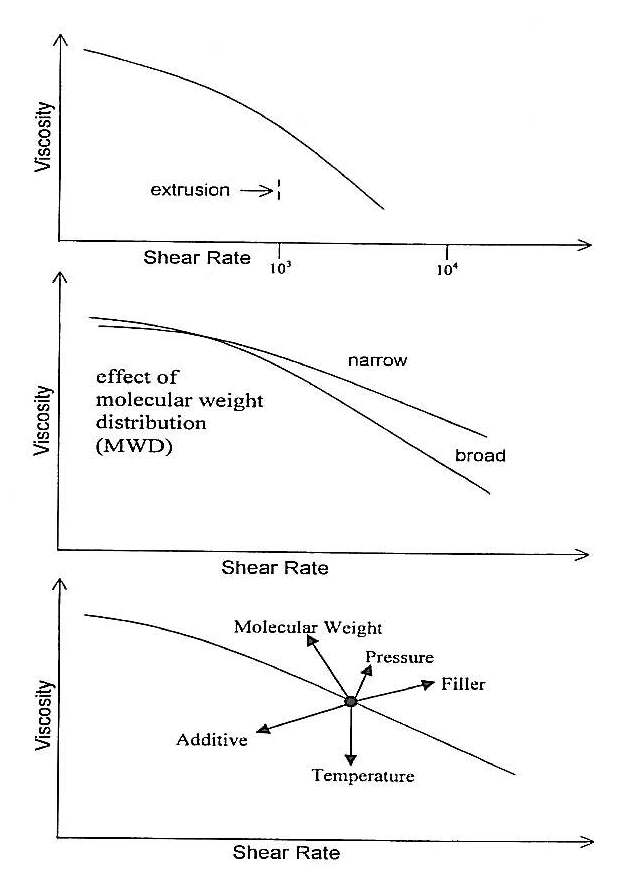 Viscosity
extrusion
Shear Rate
10³
10⁴
Viscosity
narrow
effect of
molecular weight
distribution
(MWD)
broad
Shear Rate
Viscosity
Molecular Weight
Pressure
Filler
Additive
Temperature
Shear Rate